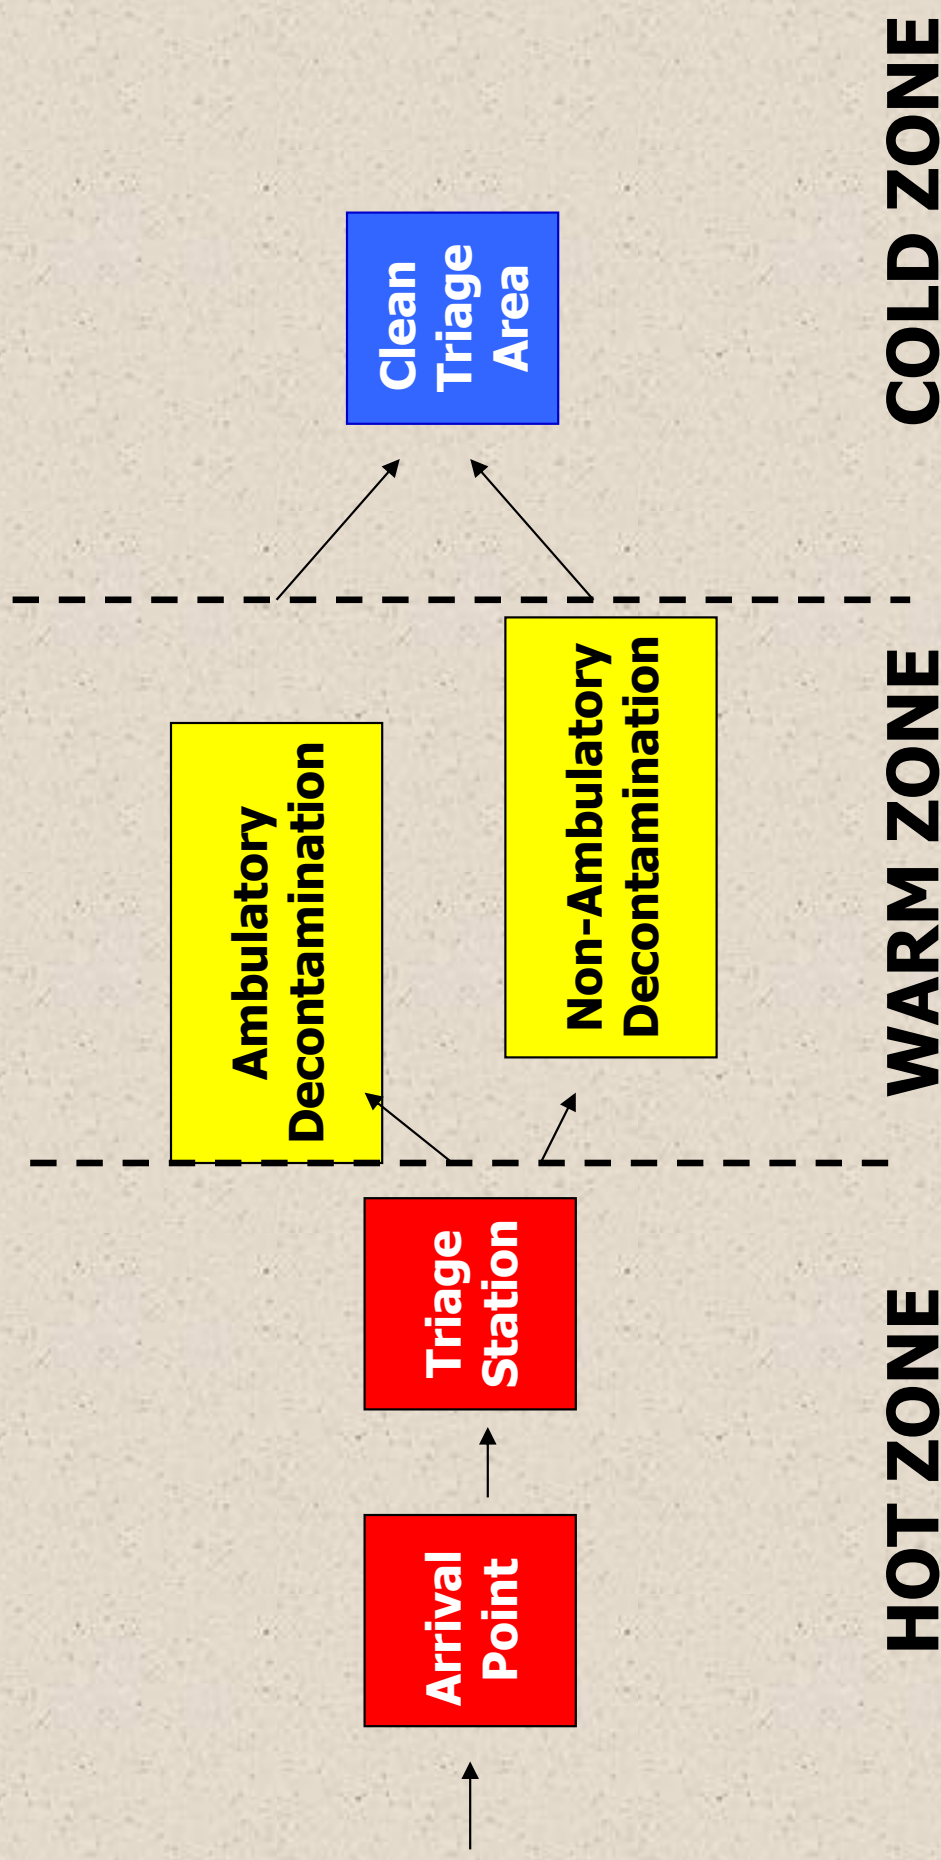 Arrival
Point
Triage
Station
Ambulatory
Decontamination
Non-Ambulatory
Decontamination
Clean
Triage
Area
HOT ZONE
WARM ZONE
COLD ZONE